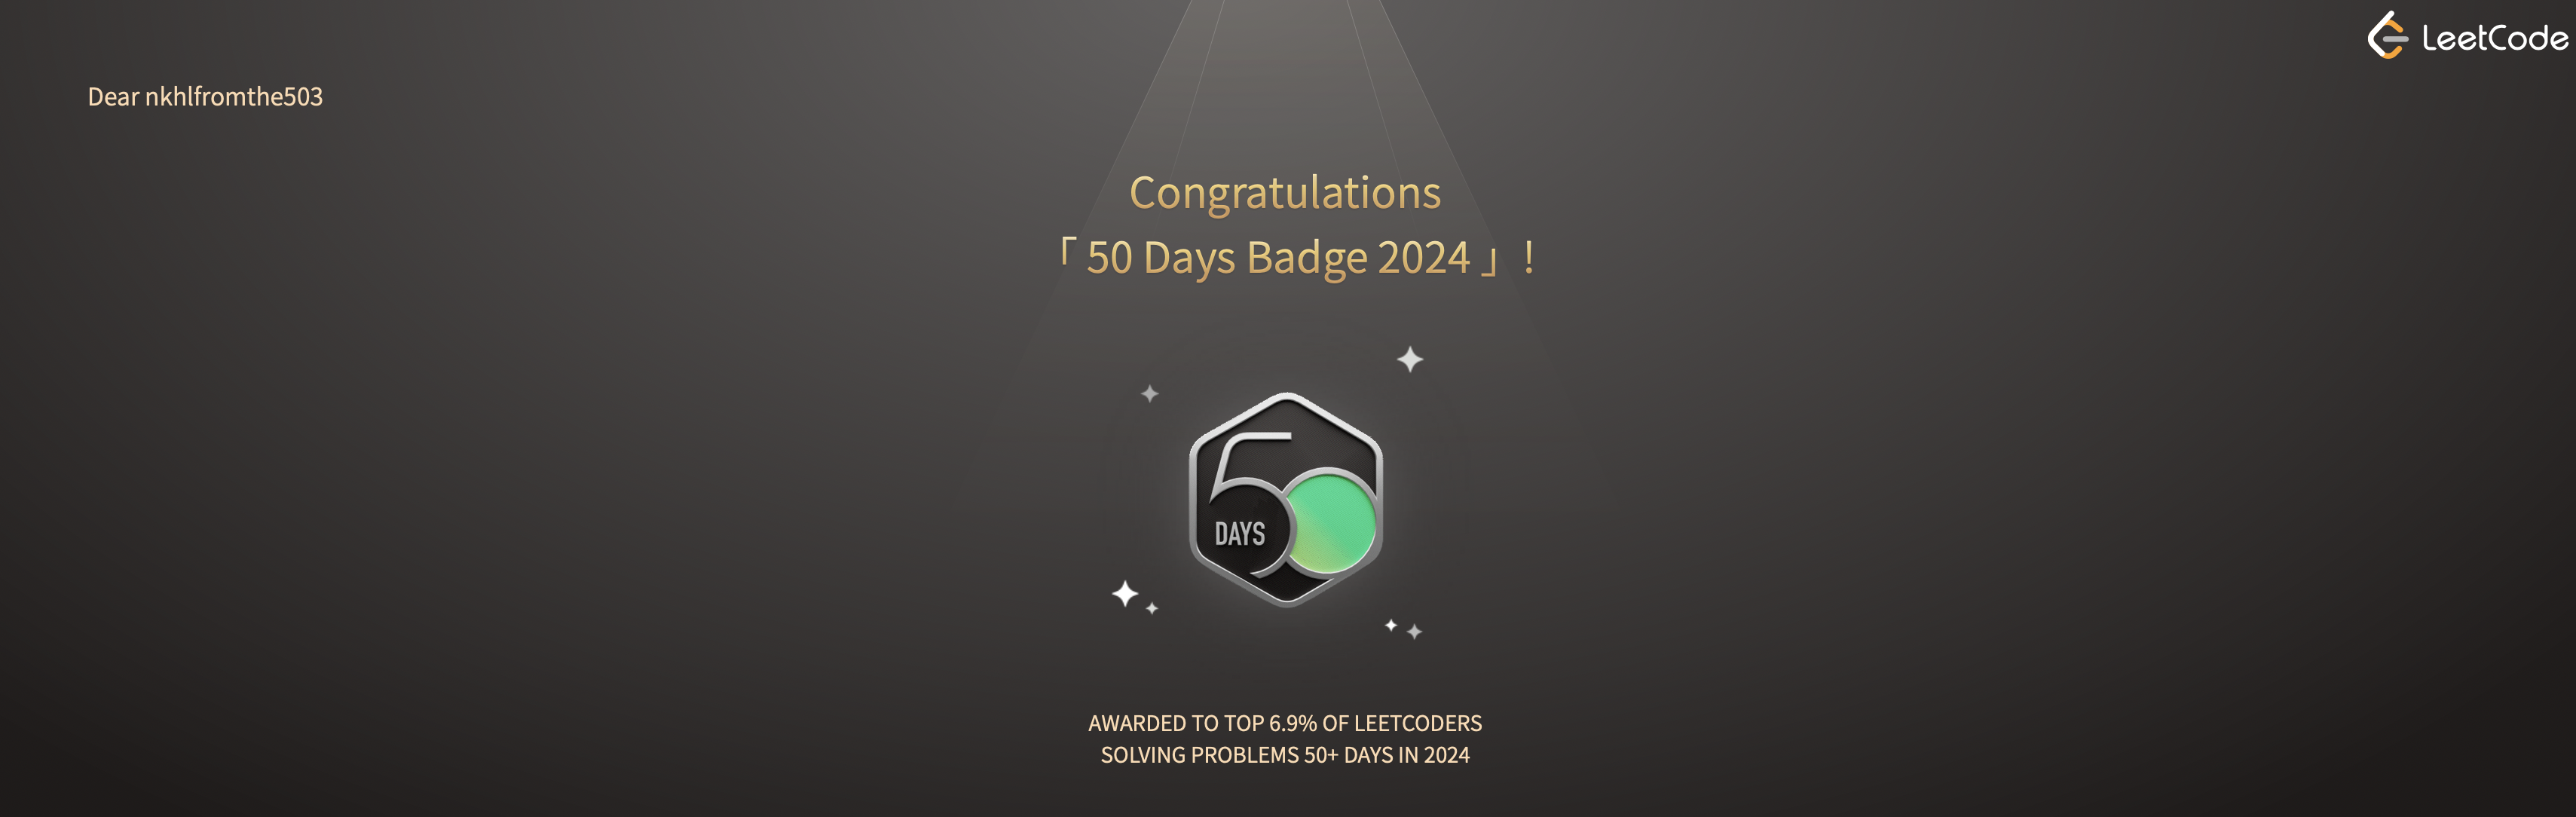 LeetCode
Dear nkhlfromthe503
Congratulations
「 50 Days Badge 2024 」 !
50
DAYS
AWARDED TO TOP 6.9% OF LEETCODERS
SOLVING PROBLEMS 50+ DAYS IN 2024